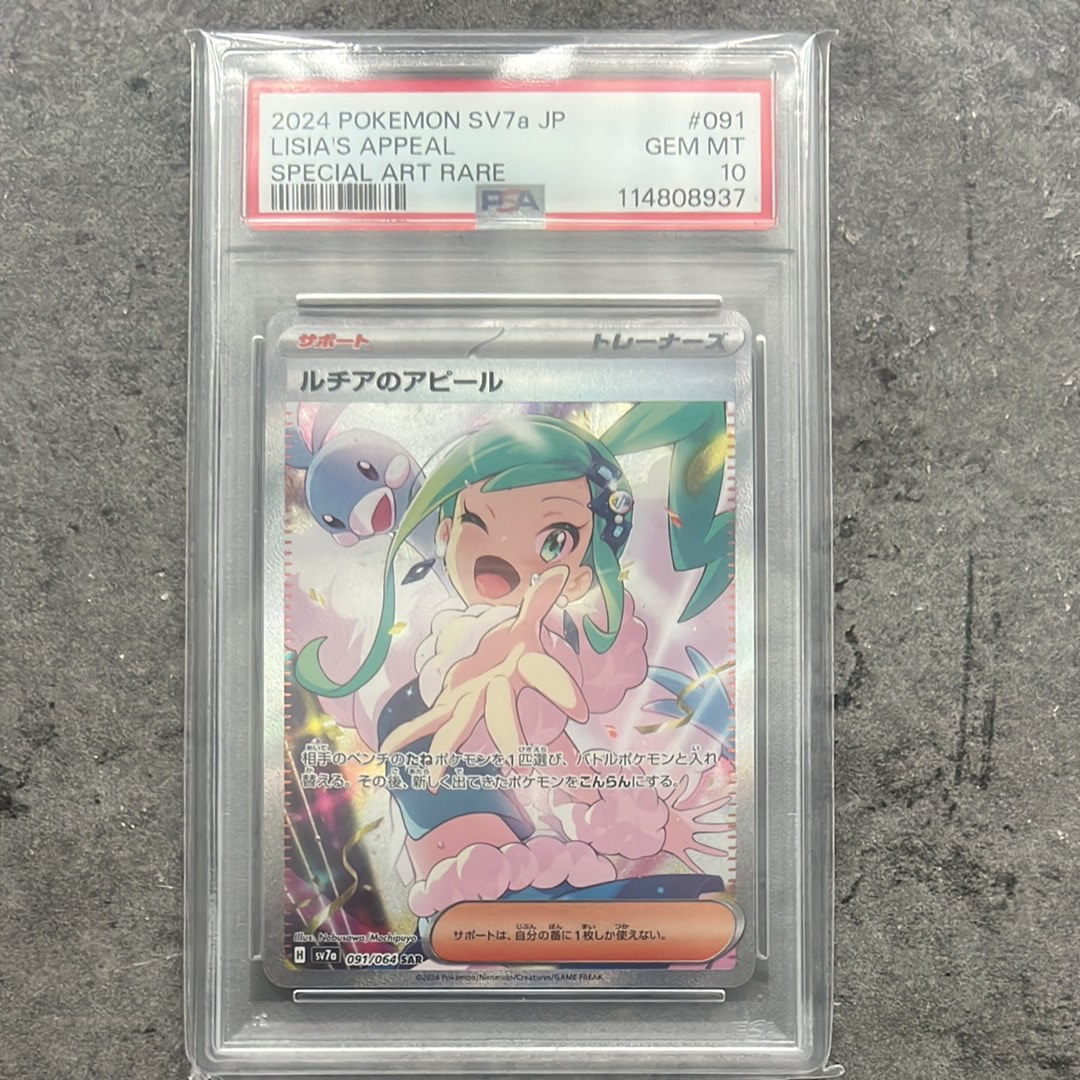 2024 POKEMON SV7a JP #091
LISIA'S APPEAL GEM MT
SPECIAL ART RARE 10
PSA 114808937
サポート トレーナーズ
ルチアのアピール
相手のベンチのたねポケモンを1匹選び、バトルポケモンと入れ
替える。その後、新しく出てきたポケモンをこんらんにする。
サポートは、自分の番に1枚しか使えない。
Illus. Nobusawa/Mochipuyo
H sv7a 091/064 SAR
©2024 Pokémon/Nintendo/Creatures/GAME FREAK